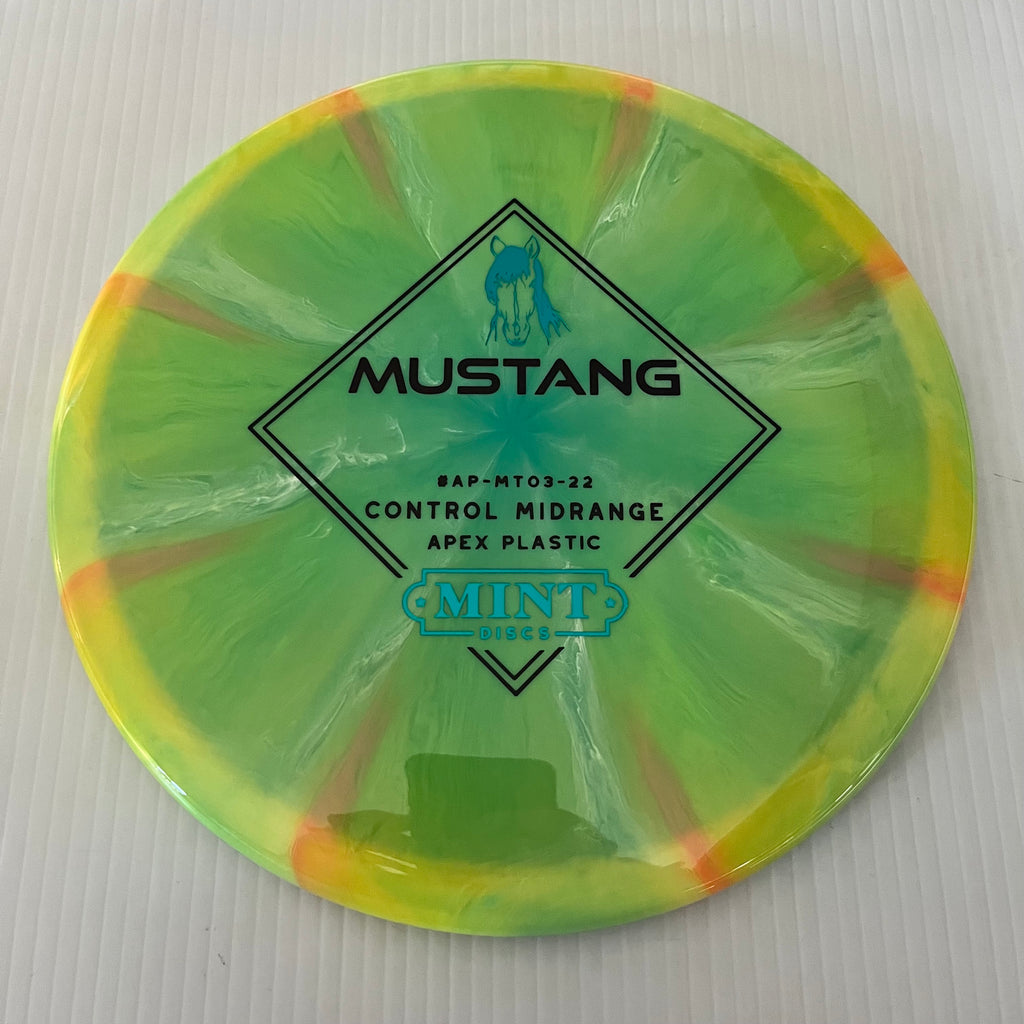 MUSTANG
#AP-MT03-22
CONTROL MIDRANGE
APEX PLASTIC
MINT
DISCS